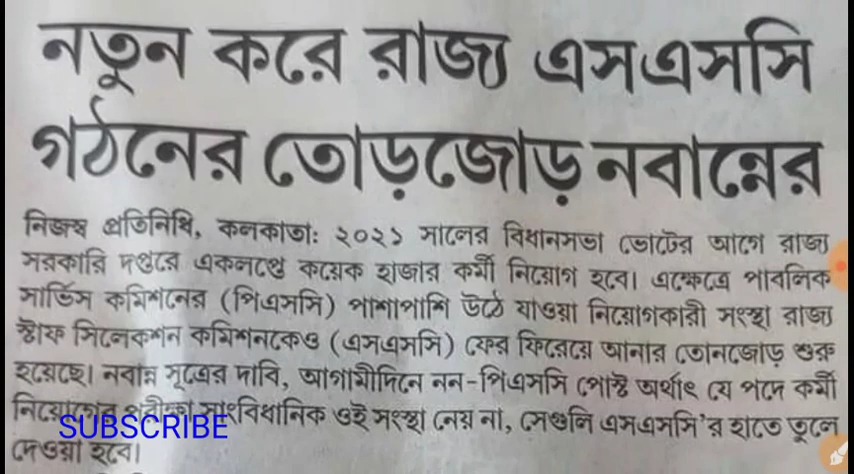 নতুন করে রাজ্য এসএসসি
গঠনের তোড়জোড় নবান্নের
নিজস্ব প্রতিনিধি, কলকাতা: ২০২১ সালের বিধানসভা ভোটের আগে রাজ্য
সরকারি দপ্তরে একলপ্তে কয়েক হাজার কর্মী নিয়োগ হবে। এক্ষেত্রে পাবলিক
সার্ভিস কমিশনের (পিএসসি) পাশাপাশি উঠে যাওয়া নিয়োগকারী সংস্থা রাজ্য
স্টাফ সিলেকশন কমিশনকেও (এসএসসি) ফের ফিরিয়ে আনার তোনজোড় শুরু
হয়েছে। নবান্ন সূত্রের দাবি, আগামীদিনে নন-পিএসসি পোস্ট অর্থাৎ যে পদে কর্মী
নিয়োগের পরীক্ষা সাংবিধানিক ওই সংস্থা নেয় না, সেগুলি এসএসসি'র হাতে তুলে
SUBSCRIBE
দেওয়া হবে।